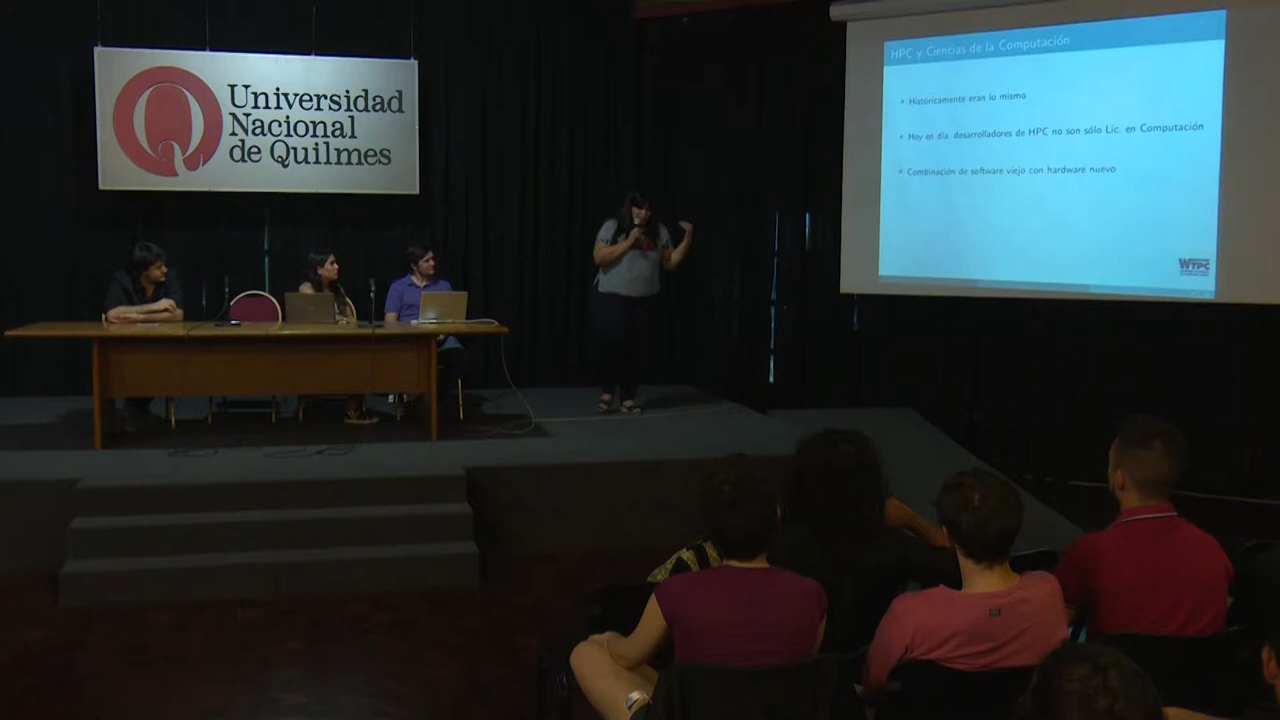 Universidad
Nacional
de Quilmes
HPC y Ciencias de la Computación
Históricamente eran lo mismo
Hoy en día, desarrolladores de HPC no son sólo Lic. en Computación
Combinación de software viejo con hardware nuevo
WTPC